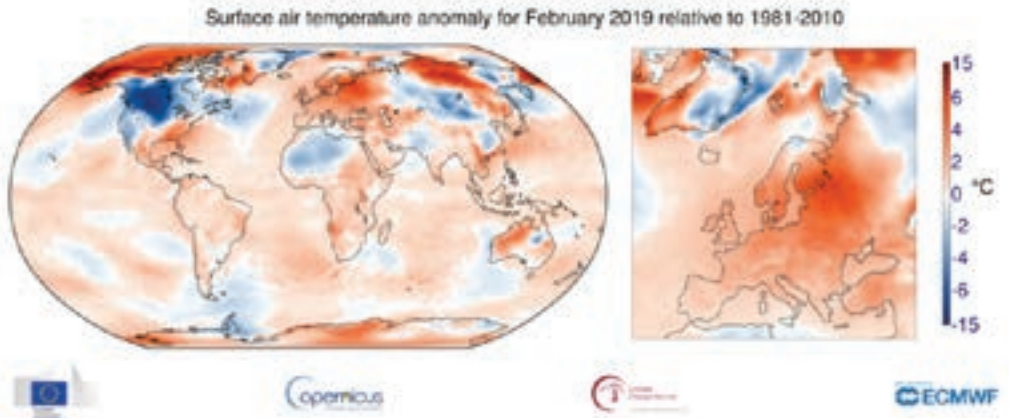 Surface air temperature anomaly for February 2019 relative to 1981-2010
15
6
4
2
0
-2
-4
-6
-15
°C
opernicus
ECMWF